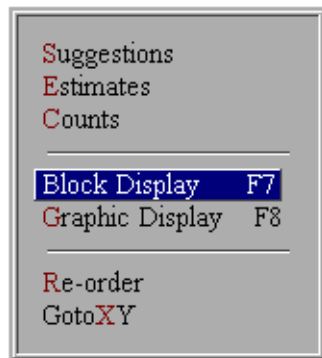 Suggestions
Estimates
Counts
Block Display F7
Graphic Display F8
Re-order
GotoXY